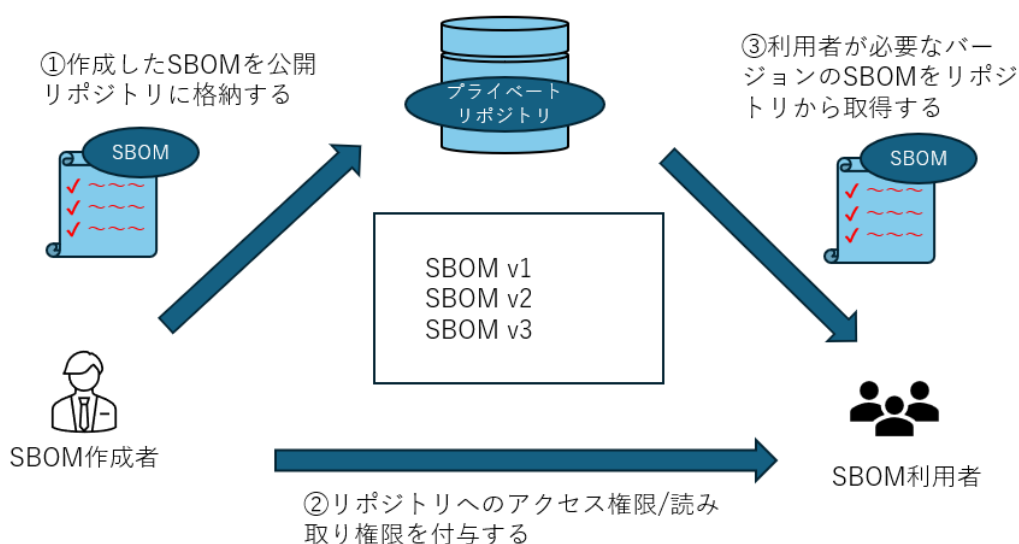 ①作成したSBOMを公開
リポジトリに格納する
SBOM
✓ ～～～
✓ ～～～
✓ ～～～
プライベート
リポジトリ
③利用者が必要なバー
ジョンのSBOMをリポジ
トリから取得する
SBOM
✓ ～～～
✓ ～～～
✓ ～～～
SBOM v1
SBOM v2
SBOM v3
SBOM作成者
SBOM利用者
②リポジトリへのアクセス権限/読み
取り権限を付与する